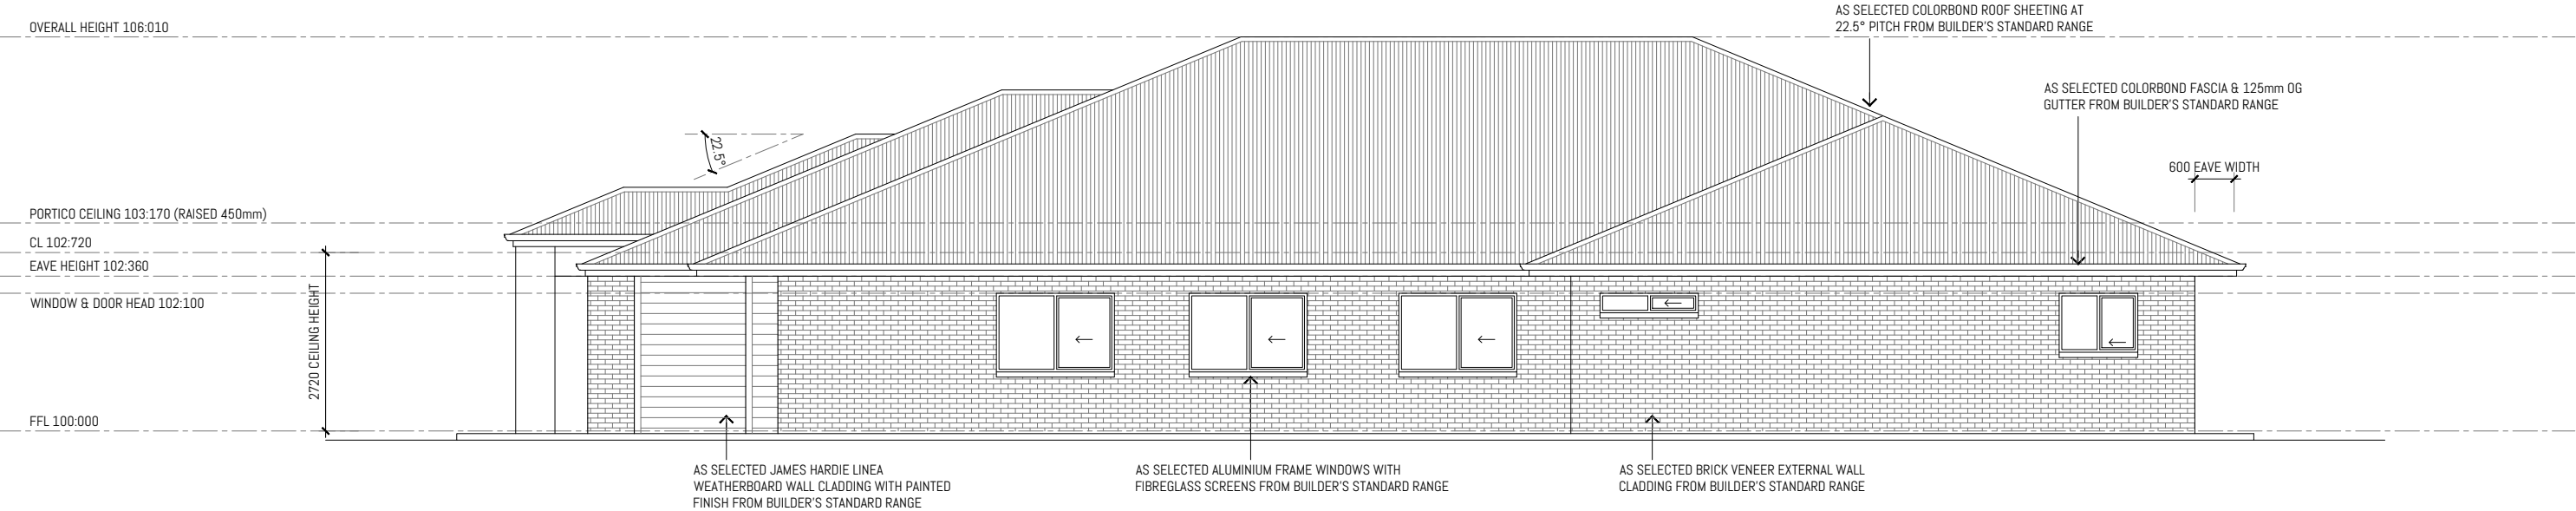 AS SELECTED COLORBOND ROOF SHEETING AT
22.5° PITCH FROM BUILDER'S STANDARD RANGE
OVERALL HEIGHT 106:010
AS SELECTED COLORBOND FASCIA & 125mm OG
GUTTER FROM BUILDER'S STANDARD RANGE
22.5°
600 EAVE WIDTH
PORTICO CEILING 103:170 (RAISED 450mm)
CL 102:720
EAVE HEIGHT 102:360
WINDOW & DOOR HEAD 102:100
2720 CEILING HEIGHT
FFL 100:000
AS SELECTED JAMES HARDIE LINEA
WEATHERBOARD WALL CLADDING WITH PAINTED
FINISH FROM BUILDER'S STANDARD RANGE
AS SELECTED ALUMINIUM FRAME WINDOWS WITH
FIBREGLASS SCREENS FROM BUILDER'S STANDARD RANGE
AS SELECTED BRICK VENEER EXTERNAL WALL
CLADDING FROM BUILDER'S STANDARD RANGE